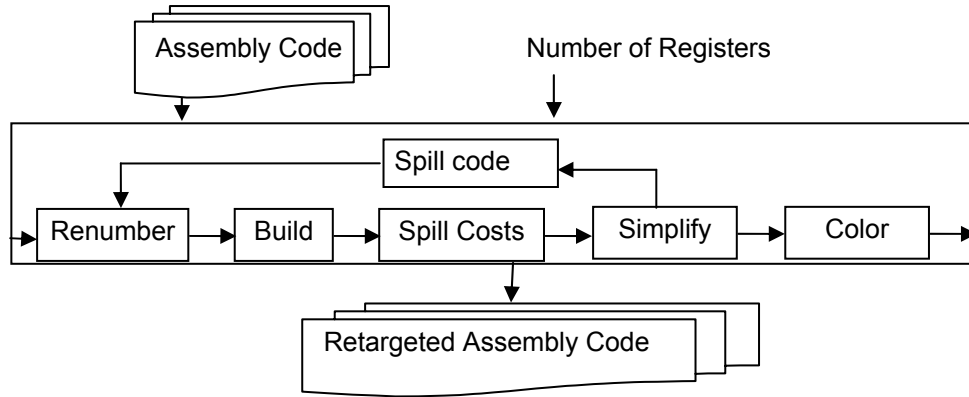 Assembly Code
Number of Registers
Spill code
Renumber
Build
Spill Costs
Simplify
Color
Retargeted Assembly Code